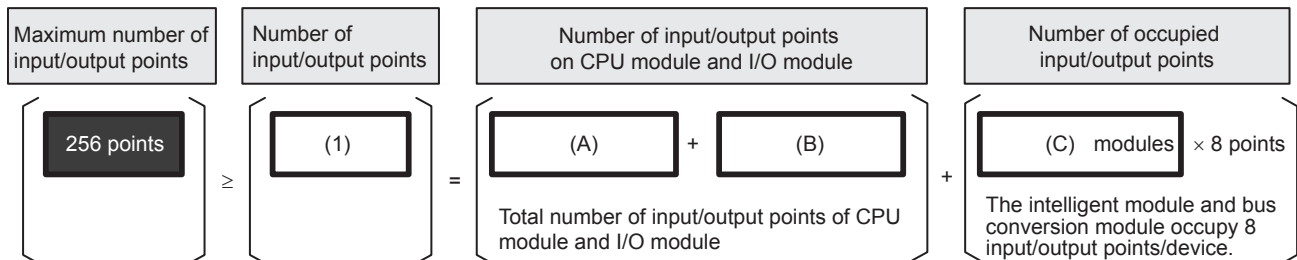 Maximum number of
input/output points
Number of
input/output points
Number of input/output points
on CPU module and I/O module
Number of occupied
input/output points
256 points
≥
(1)
=
(A)
+
(B)
+
(C) modules × 8 points
Total number of input/output points of CPU
module and I/O module
The intelligent module and bus
conversion module occupy 8
input/output points/device.